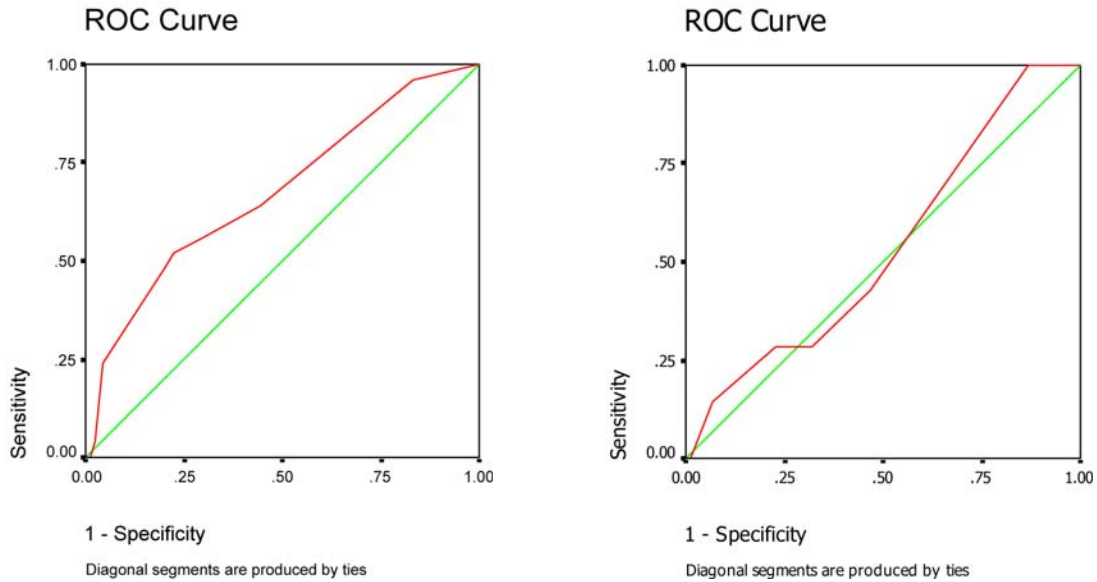 ROC Curve
1.00
.75
.50
.25
0.00
Sensitivity
0.00 .25 .50 .75 1.00
1 - Specificity
Diagonal segments are produced by ties
ROC Curve
1.00
.75
.50
.25
0.00
Sensitivity
0.00 .25 .50 .75 1.00
1 - Specificity
Diagonal segments are produced by ties